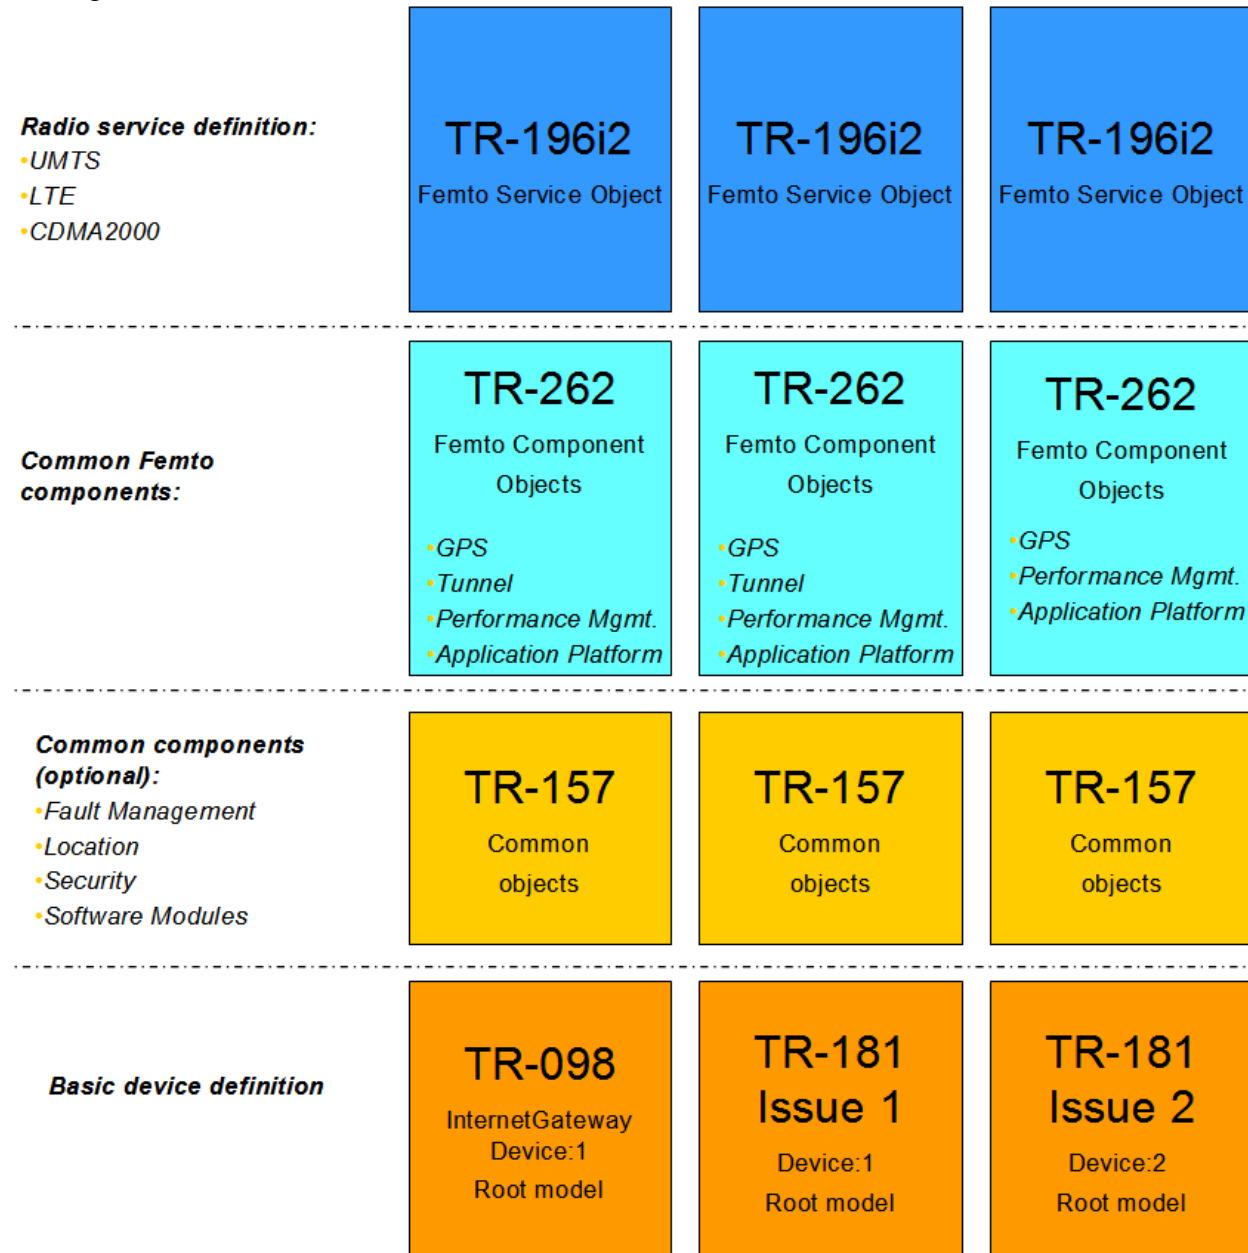 Radio service definition:
•UMTS
•LTE
•CDMA2000
TR-196i2
Femto Service Object
TR-196i2
Femto Service Object
TR-196i2
Femto Service Object
Common Femto
components:
TR-262
Femto Component
Objects
•GPS
•Tunnel
•Performance Mgmt.
•Application Platform
TR-262
Femto Component
Objects
•GPS
•Tunnel
•Performance Mgmt.
•Application Platform
TR-262
Femto Component
Objects
•GPS
•Performance Mgmt.
•Application Platform
Common components
(optional):
•Fault Management
•Location
•Security
•Software Modules
TR-157
Common
objects
TR-157
Common
objects
TR-157
Common
objects
Basic device definition
TR-098
InternetGateway
Device:1
Root model
TR-181
Issue 1
Device:1
Root model
TR-181
Issue 2
Device:2
Root model